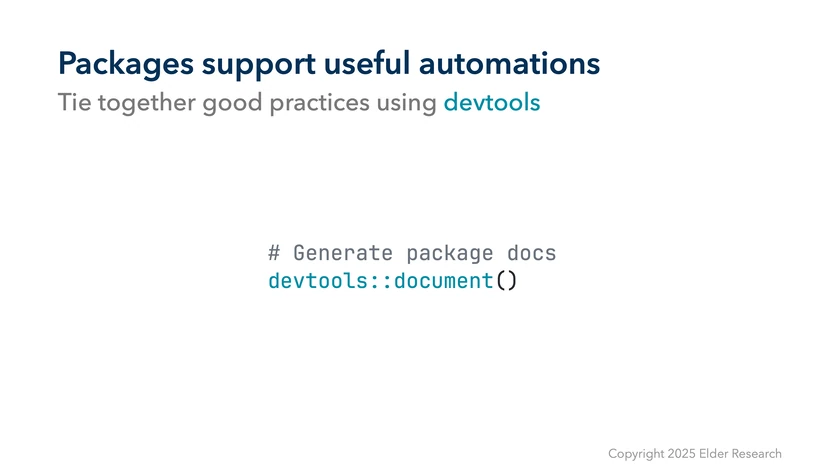 Packages support useful automations
Tie together good practices using devtools
# Generate package docs
devtools::document()
Copyright 2025 Elder Research